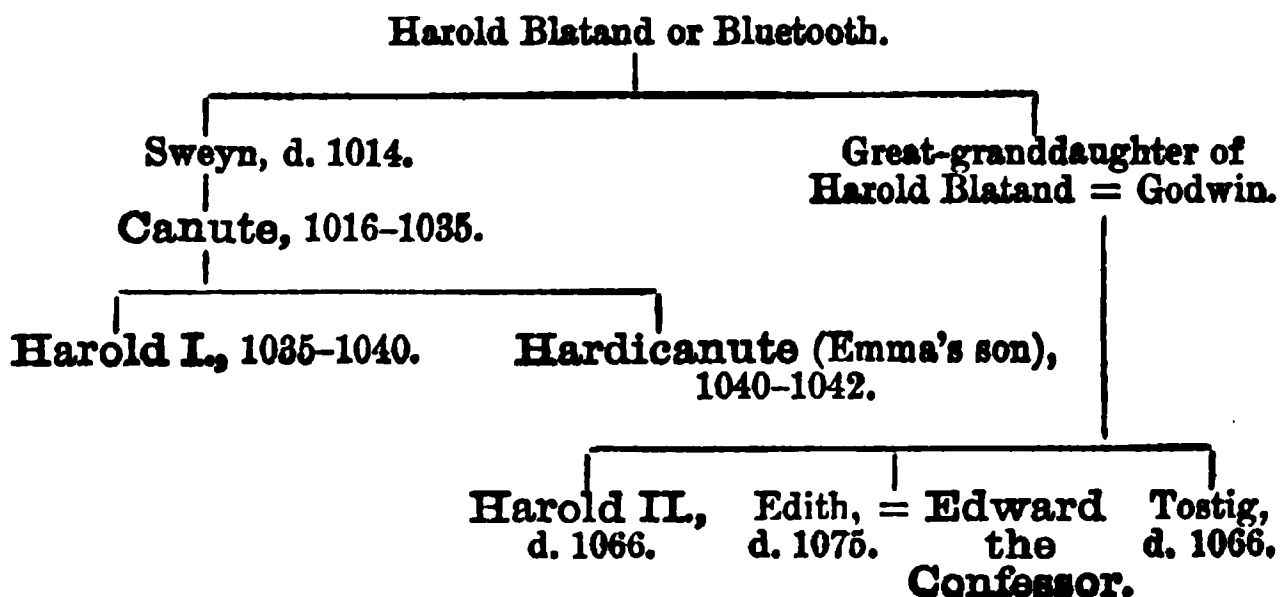 Harold Blatand or Bluetooth.
Sweyn, d. 1014.
Great-granddaughter of
Harold Blatand = Godwin.
Canute, 1016–1035.
Harold I., 1035–1040.
Hardicanute (Emma's son),
1040–1042.
Harold II.,
d. 1066.
Edith,
d. 1075.
= Edward
the
Confessor.
Tostig,
d. 1066.